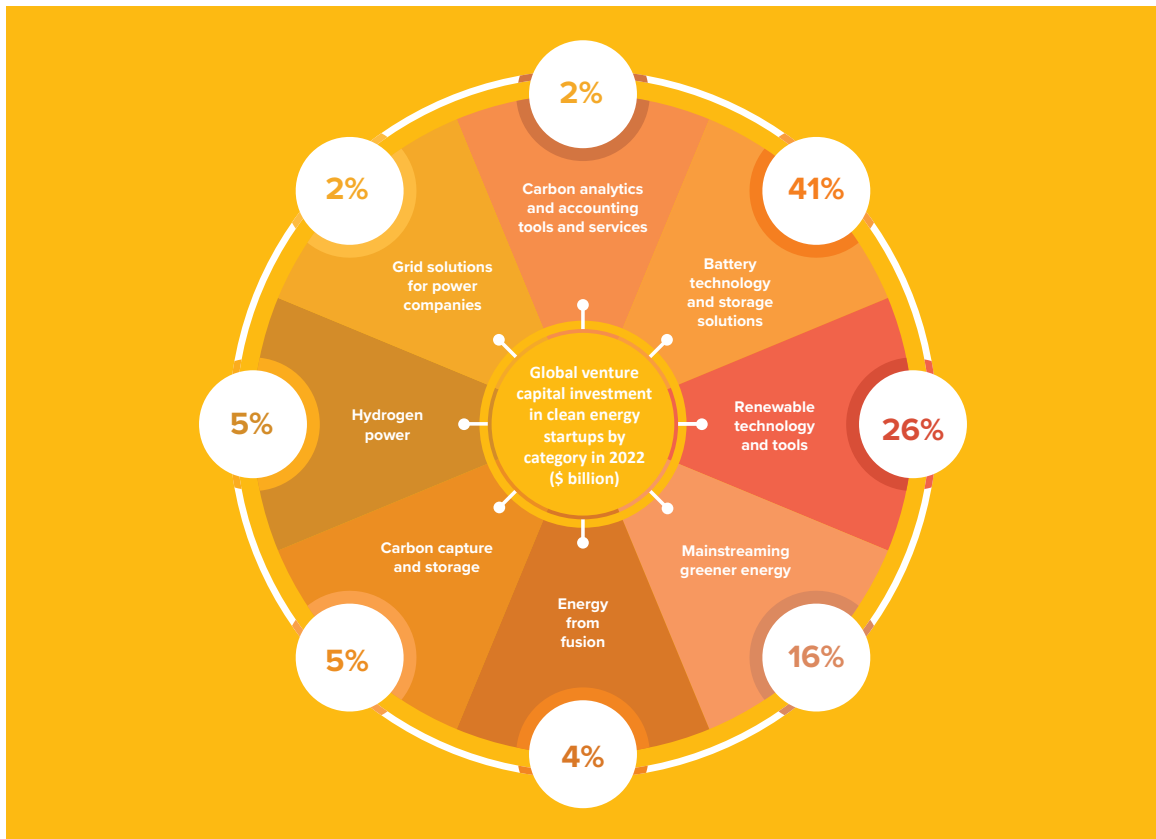 2%
Carbon analytics
and accounting
tools and services
41%
Battery
technology
and storage
solutions
26%
Renewable
technology
and tools
16%
Mainstreaming
greener energy
4%
Energy
from
fusion
5%
Carbon capture
and storage
5%
Hydrogen
power
2%
Grid solutions
for power
companies
Global venture
capital investment
in clean energy
startups by
category in 2022
($ billion)